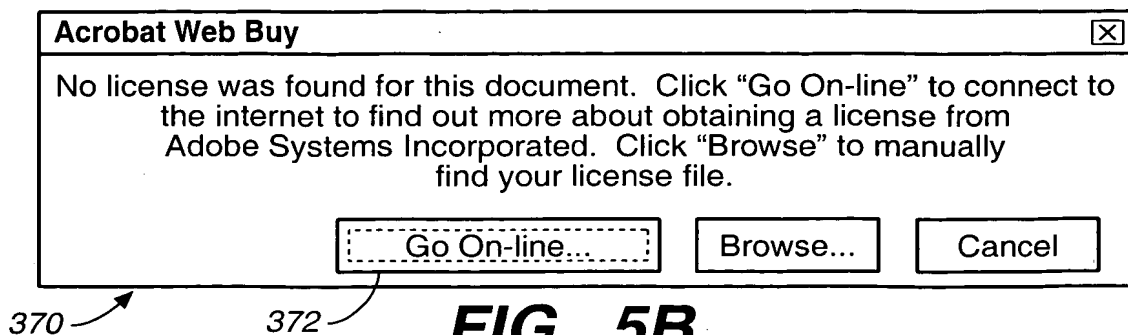 Acrobat Web Buy
No license was found for this document. Click “Go On-line” to connect to
the internet to find out more about obtaining a license from
Adobe Systems Incorporated. Click “Browse” to manually
find your license file.
Go On-line... Browse... Cancel
370 372 FIG._5B